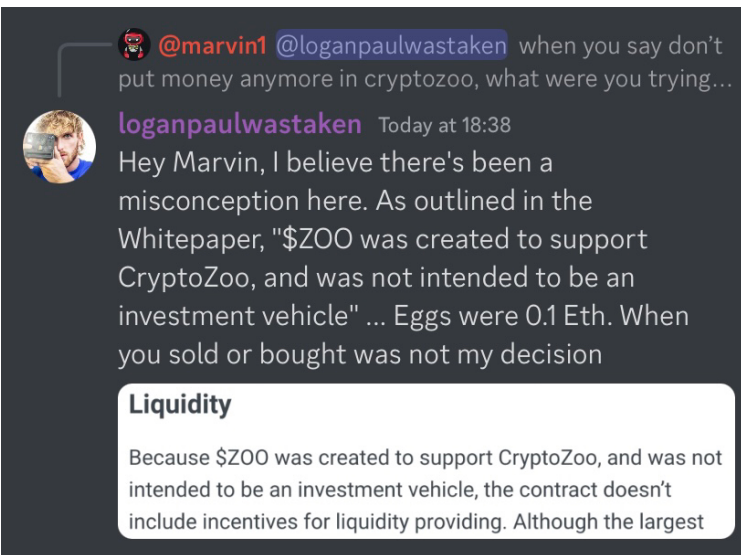 @marvin1 @loganpaulwastaken when you say don't
put money anymore in cryptozoo, what were you trying...
loganpaulwastaken Today at 18:38
Hey Marvin, I believe there's been a
misconception here. As outlined in the
Whitepaper, "$ZOO was created to support
CryptoZoo, and was not intended to be an
investment vehicle" ... Eggs were 0.1 Eth. When
you sold or bought was not my decision
Liquidity
Because $ZOO was created to support CryptoZoo, and was not
intended to be an investment vehicle, the contract doesn't
include incentives for liquidity providing. Although the largest